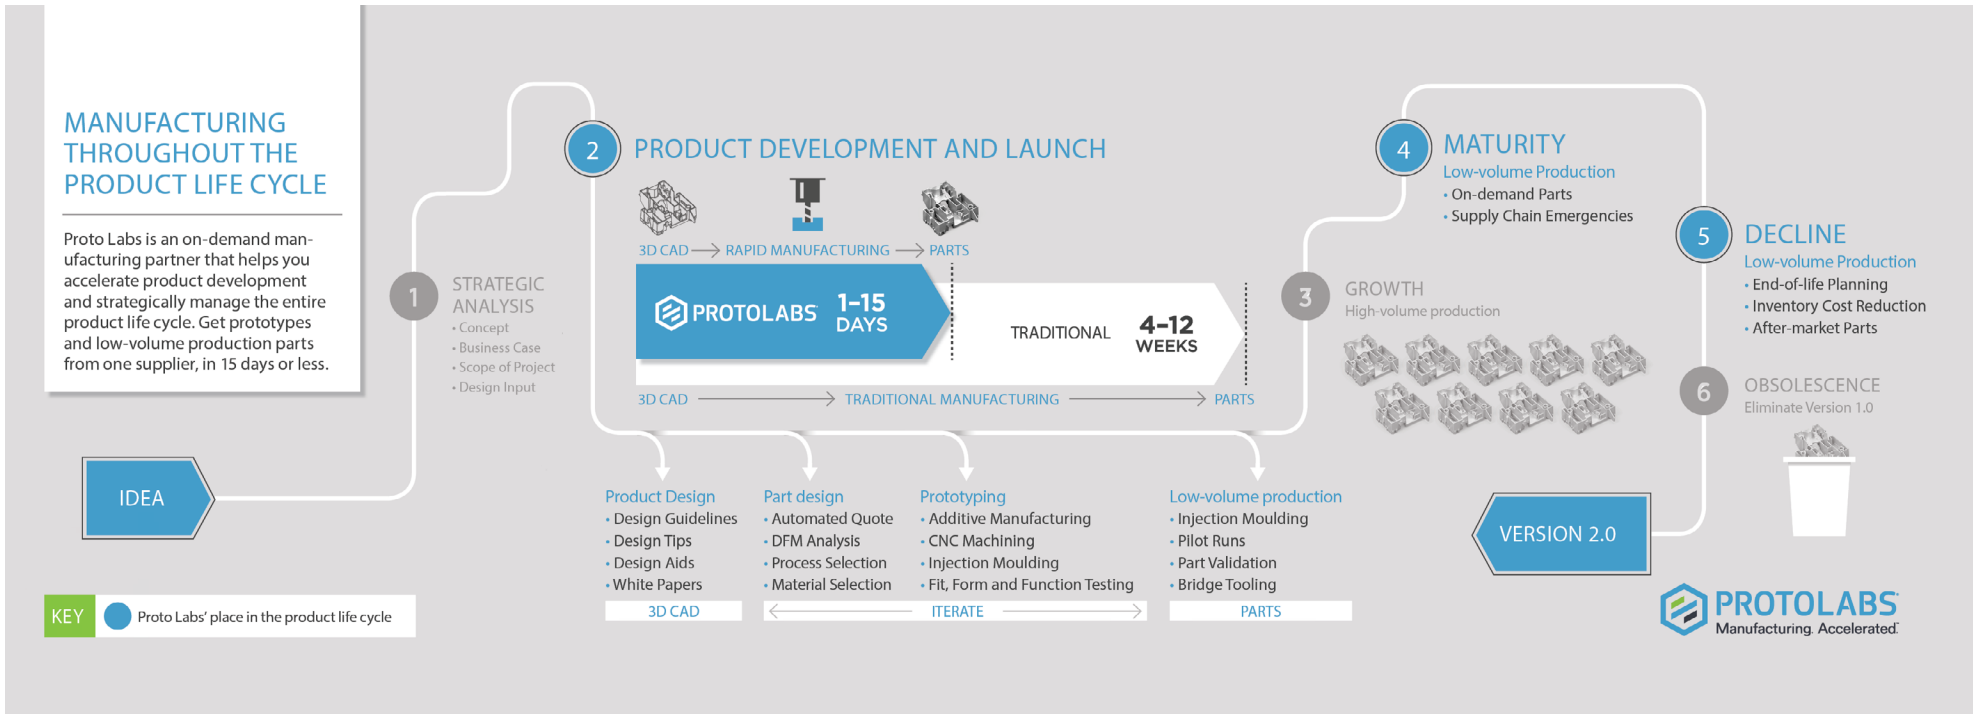 MANUFACTURING
THROUGHOUT THE
PRODUCT LIFE CYCLE
Proto Labs is an on-demand man-
ufacturing partner that helps you
accelerate product development
and strategically manage the entire
product life cycle. Get prototypes
and low-volume production parts
from one supplier, in 15 days or less.
IDEA
KEY
Proto Labs’ place in the product life cycle
1
STRATEGIC
ANALYSIS
• Concept
• Business Case
• Scope of Project
• Design Input
2
PRODUCT DEVELOPMENT AND LAUNCH
3D CAD
RAPID MANUFACTURING
PARTS
PROTOLABS
1–15
DAYS
TRADITIONAL
4–12
WEEKS
3D CAD
TRADITIONAL MANUFACTURING
PARTS
Product Design
• Design Guidelines
• Design Tips
• Design Aids
• White Papers
3D CAD
Part design
• Automated Quote
• DFM Analysis
• Process Selection
• Material Selection
Prototyping
• Additive Manufacturing
• CNC Machining
• Injection Moulding
• Fit, Form and Function Testing
ITERATE
Low-volume production
• Injection Moulding
• Pilot Runs
• Part Validation
• Bridge Tooling
PARTS
3
GROWTH
High-volume production
4
MATURITY
Low-volume Production
• On-demand Parts
• Supply Chain Emergencies
5
DECLINE
Low-volume Production
• End-of-life Planning
• Inventory Cost Reduction
• After-market Parts
6
OBSOLESCENCE
Eliminate Version 1.0
VERSION 2.0
PROTOLABS
Manufacturing. Accelerated.